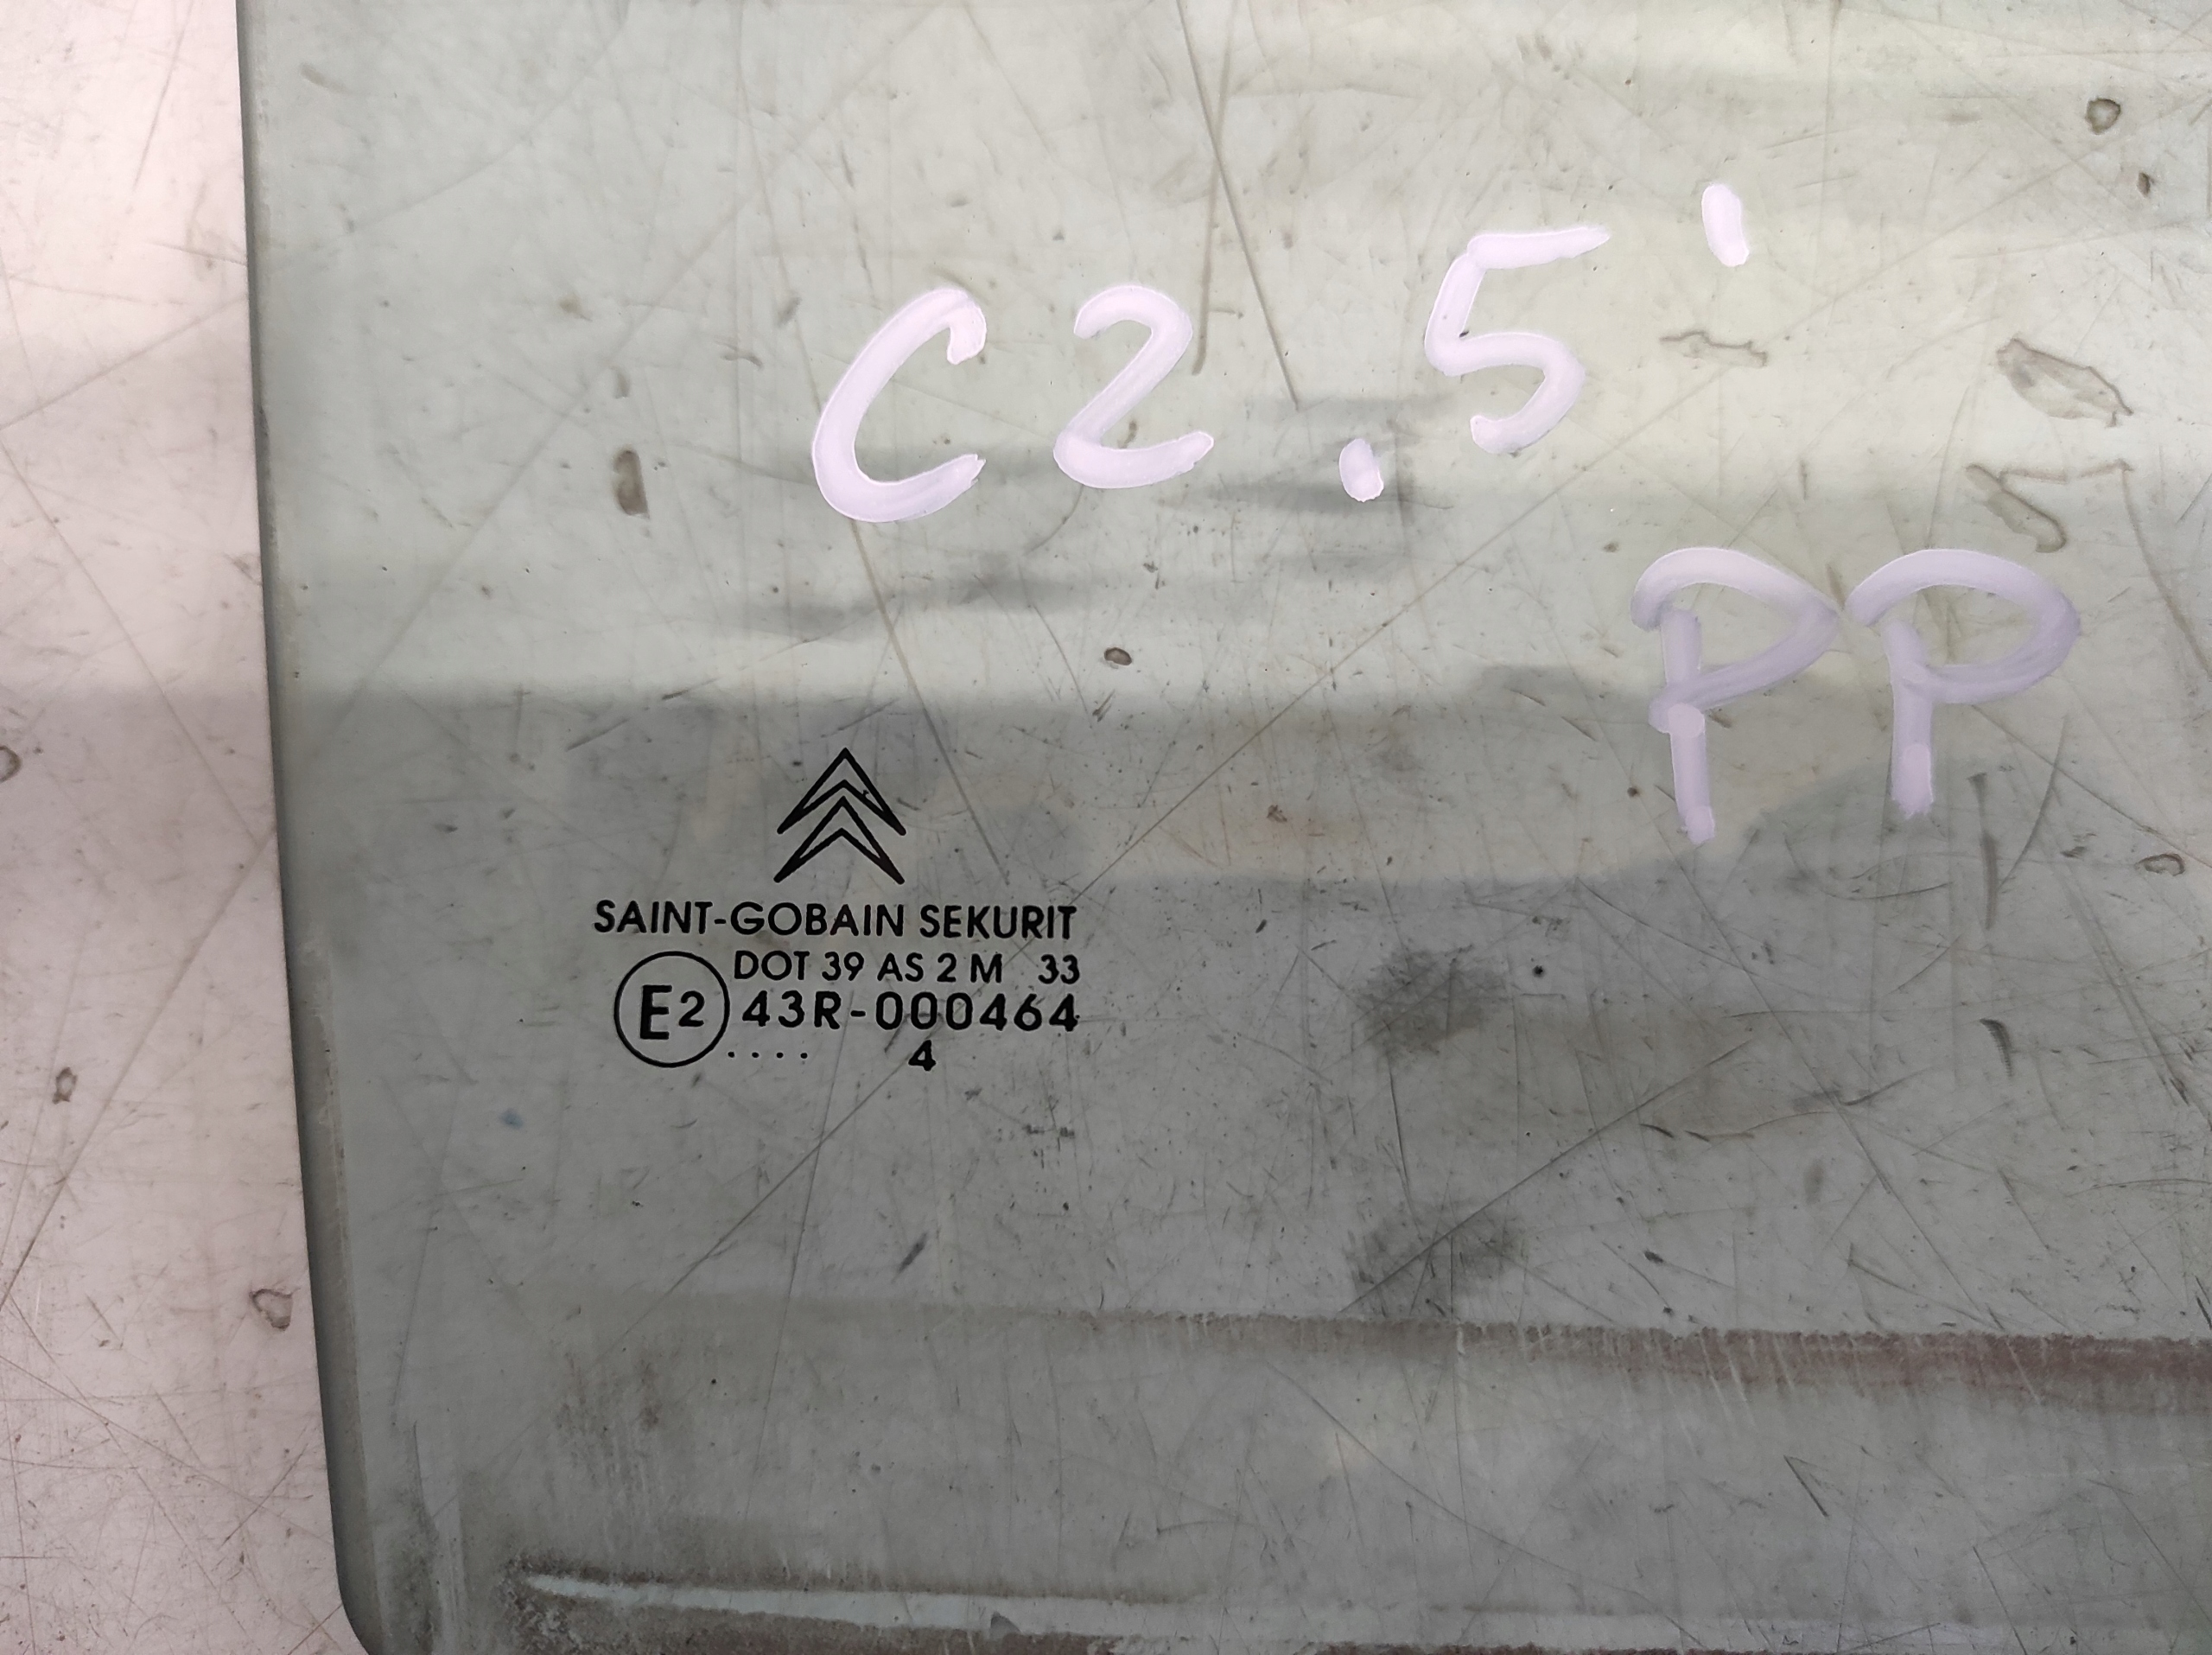 C2.5'
PP
SAINT-GOBAIN SEKURIT
DOT 39 AS 2 M 33
E2 43R-000464
.... 4